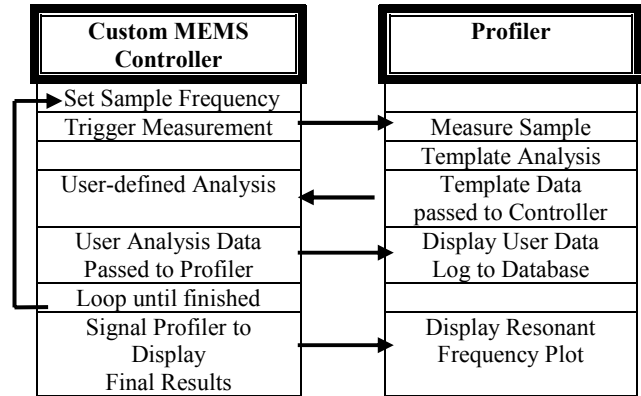 Custom MEMS
Controller
Profiler
Set Sample Frequency
Trigger Measurement
Measure Sample
Template Analysis
User-defined Analysis
Template Data
passed to Controller
User Analysis Data
Passed to Profiler
Display User Data
Log to Database
Loop until finished
Signal Profiler to
Display
Final Results
Display Resonant
Frequency Plot